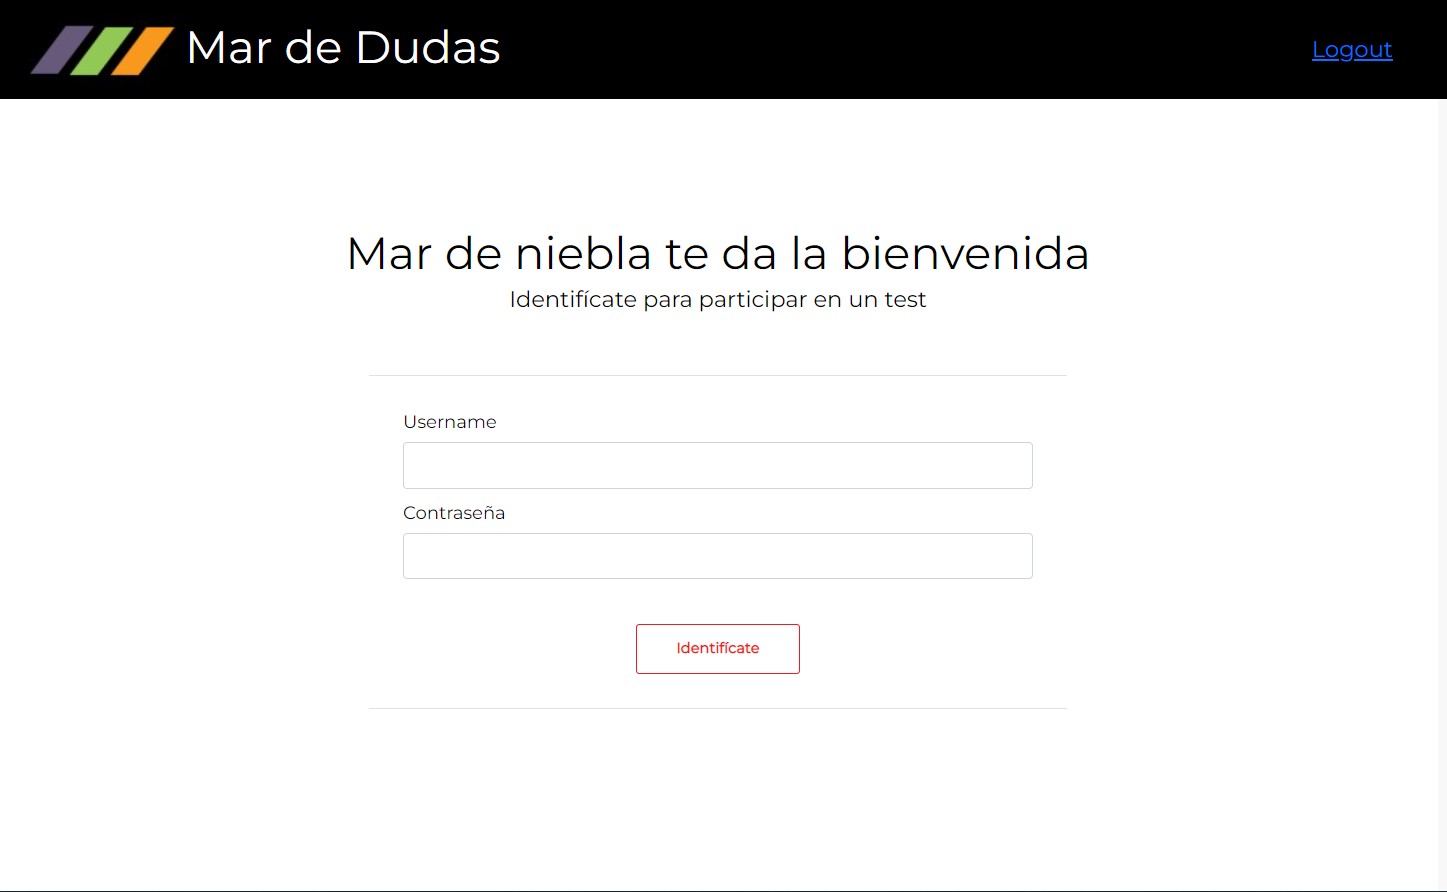 Mar de Dudas
Logout
Mar de niebla te da la bienvenida
Identifícate para participar en un test
Username
Contraseña
Identifícate